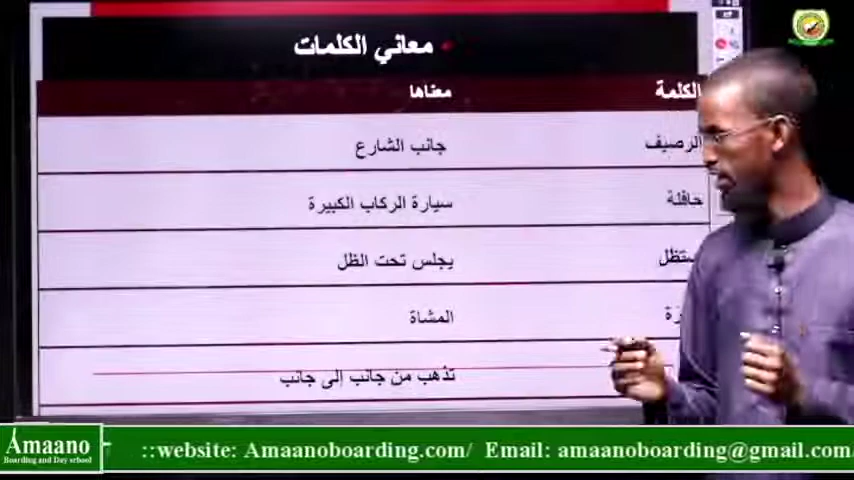 معاني الكلمات
الكلمة معناها
الرصيف جانب الشارع
حافلة سيارة الركاب الكبيرة
يجلس تحت الظل
المشاة
تذهب من جانب إلى جانب
Amaano
Boarding and Day school
::website: Amaanoboarding.com/ Email: amaanoboarding@gmail.com/